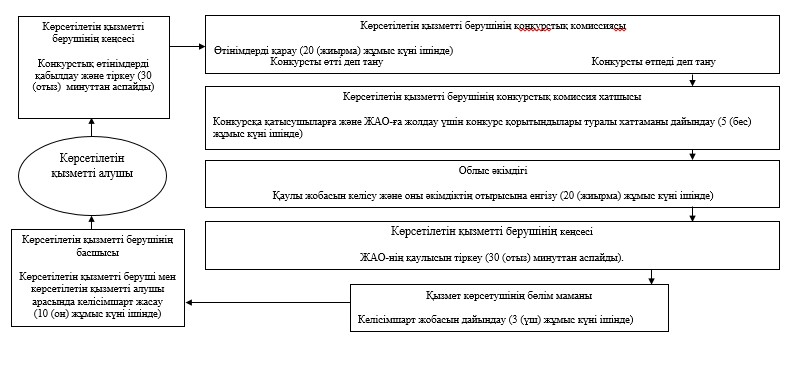 Көрсетілетін қызметті
берушінің кеңсесі
Конкурстық өтінімдерді
қабылдау және тіркеу (30
(отыз)  минуттан аспайды)
Көрсетілетін қызметті берушінің конкурстық комиссиясы
Өтінімдерді қарау (20 (жиырма) жұмыс күні ішінде)
Конкурсты өтті деп тану
Конкурсты өтпеді деп тану
Көрсетілетін қызметті берушінің конкурстық комиссия хатшысы
Конкурсқа қатысушыларға және ЖАО-ға жолдау үшін конкурс қорытындылары туралы хаттаманы дайындау (5 (бес)
жұмыс күні ішінде)
Көрсетілетін
қызметті алушы
Облыс әкімдігі
Қаулы жобасын келісу және оны әкімдіктің отырысына енгізу (20 (жиырма) жұмыс күні ішінде)
Көрсетілетін қызметті берушінің кеңсесі
ЖАО-нің қаулысын тіркеу (30 (отыз) минуттан аспайды).
Көрсетілетін қызметті берушінің
басшысы
Көрсетілетін қызметті беруші мен
көрсетілетін қызметті алушы
арасында келісімшарт жасау
(10 (он) жұмыс күні ішінде)
Қызмет көрсетушінің бөлім маманы
Келісімшарт жобасын дайындау (3 (үш) жұмыс күні ішінде)